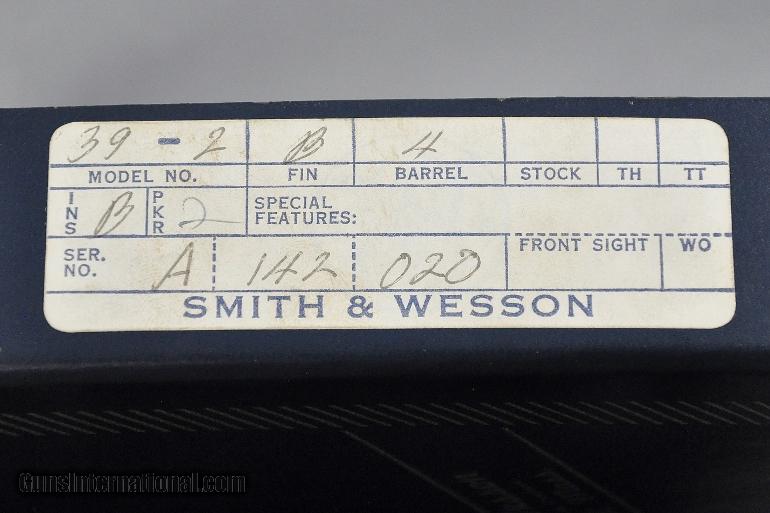 39 - 2 B 4
MODEL NO. FIN BARREL STOCK TH TT
INS B PKR 2 SPECIAL FEATURES:
SER. NO. A 142 020 FRONT SIGHT WO
SMITH & WESSON
GunsInternational.com